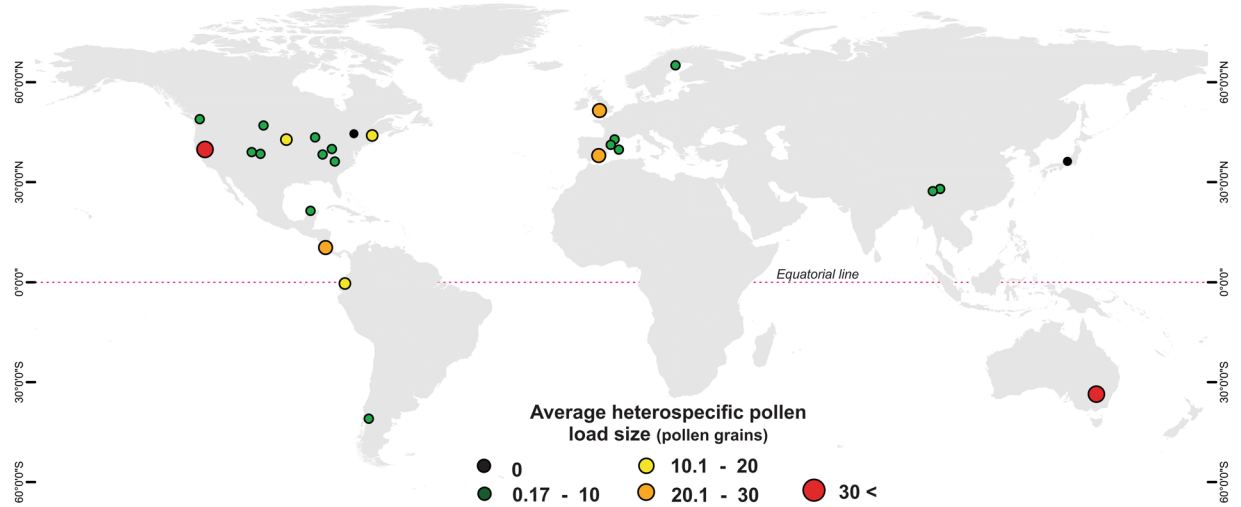 60°0'0"N
60°0'0"N
30°0'0"N
30°0'0"N
Equatorial line
0°0'0"
0°0'0"
30°0'0"S
30°0'0"S
Average heterospecific pollen
load size (pollen grains)
0
10.1 - 20
0.17 - 10
20.1 - 30
30 <
60°0'0"S
60°0'0"S